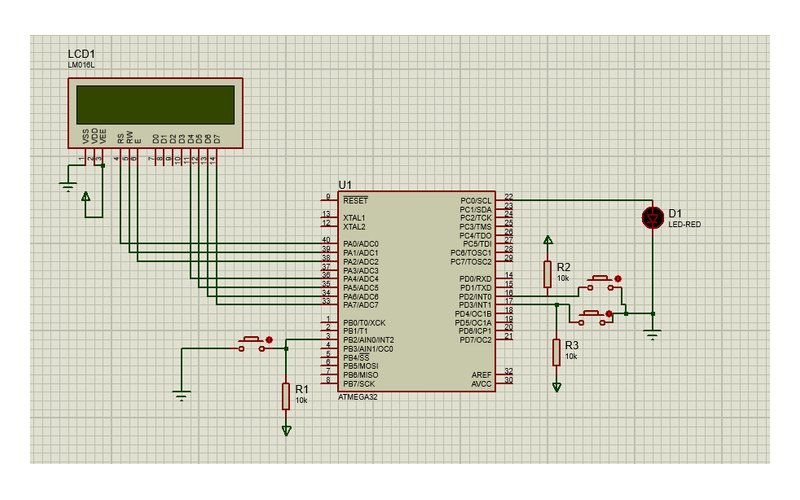 LCD1
LM016L
VSS
VDD
VEE
RS
RW
E
D0
D1
D2
D3
D4
D5
D6
D7
1
2
3
4
5
6
7
8
9
10
11
12
13
14
U1
9 RESET
13 XTAL1
12 XTAL2
40 PA0/ADC0
39 PA1/ADC1
38 PA2/ADC2
37 PA3/ADC3
36 PA4/ADC4
35 PA5/ADC5
34 PA6/ADC6
33 PA7/ADC7
1 PB0/T0/XCK
2 PB1/T1
3 PB2/AIN0/INT2
4 PB3/AIN1/OC0
5 PB4/SS
6 PB5/MOSI
7 PB6/MISO
8 PB7/SCK
PC0/SCL 22
PC1/SDA 23
PC2/TCK 24
PC3/TMS 25
PC4/TDO 26
PC5/TDI 27
PC6/TOSC1 28
PC7/TOSC2 29
PD0/RXD 14
PD1/TXD 15
PD2/INT0 16
PD3/INT1 17
PD4/OC1B 18
PD5/OC1A 19
PD6/ICP1 20
PD7/OC2 21
AREF 32
AVCC 30
ATMEGA32
D1
LED-RED
R2
10k
R3
10k
R1
10k